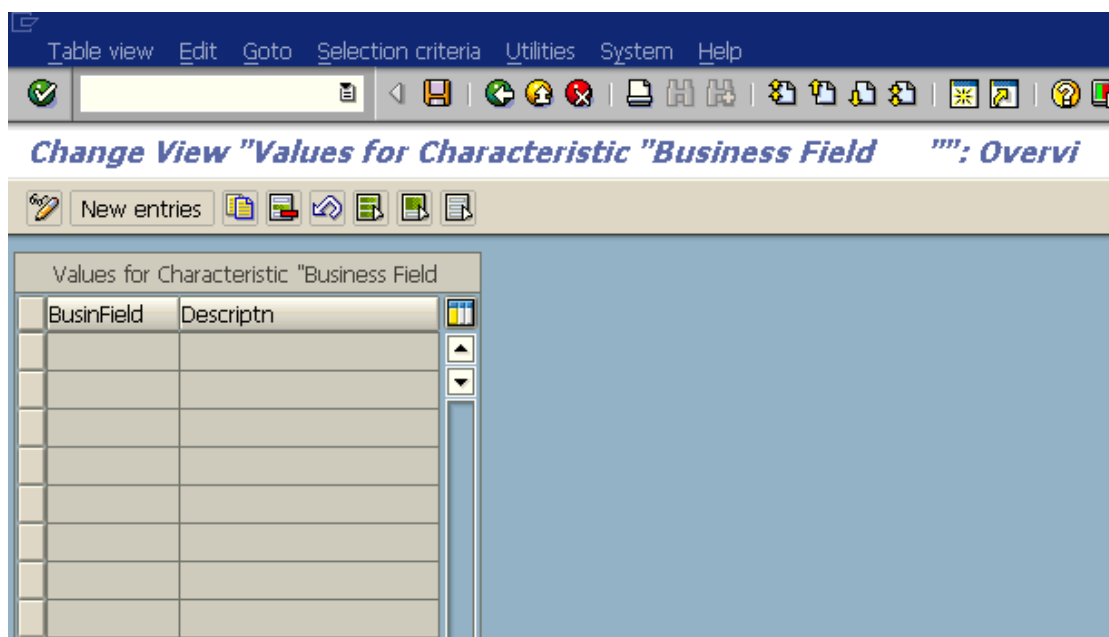 Table view Edit Goto Selection criteria Utilities System Help
Change View "Values for Characteristic "Business Field "": Overvi
New entries
Values for Characteristic "Business Field
BusinField Descriptn